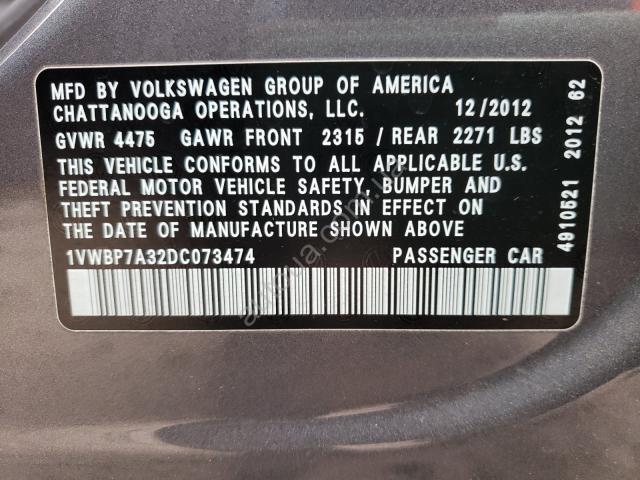 MFD BY VOLKSWAGEN GROUP OF AMERICA
CHATTANOOGA OPERATIONS, LLC. 12/2012
GVWR 4475 GAWR FRONT 2315 / REAR 2271 LBS
THIS VEHICLE CONFORMS TO ALL APPLICABLE U.S.
FEDERAL MOTOR VEHICLE SAFETY, BUMPER AND
THEFT PREVENTION STANDARDS IN EFFECT ON
THE DATE OF MANUFACTURE SHOWN ABOVE
1VWBP7A32DC073474 PASSENGER CAR
4910521 2012 62